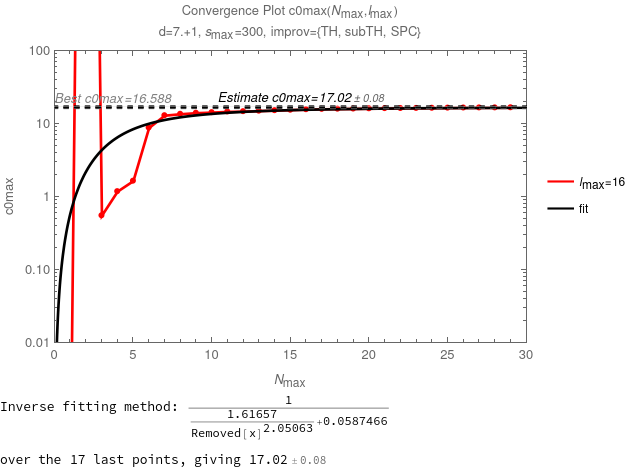 Convergence Plot c0max(Nmax,lmax)
d=7.+1, smax=300, improv={TH, subTH, SPC}
100
Best c0max=16.588
Estimate c0max=17.02 ± 0.08
10
1
0.10
0.01
c0max
0 5 10 15 20 25 30
Nmax
lmax=16
fit
Inverse fitting method:
1
1.61657
Removed[x]2.05063
+0.0587466
over the 17 last points, giving 17.02 ± 0.08